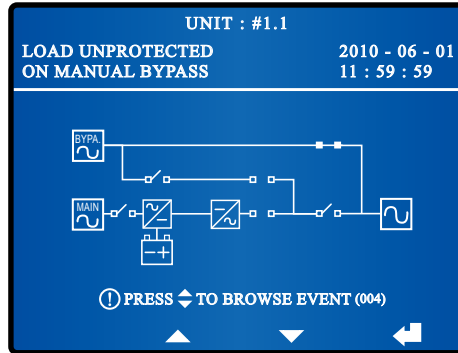 UNIT : #1.1
LOAD UNPROTECTED
ON MANUAL BYPASS
2010 - 06 - 01
11 : 59 : 59
BYPA.
MAIN
PRESS TO BROWSE EVENT (004)